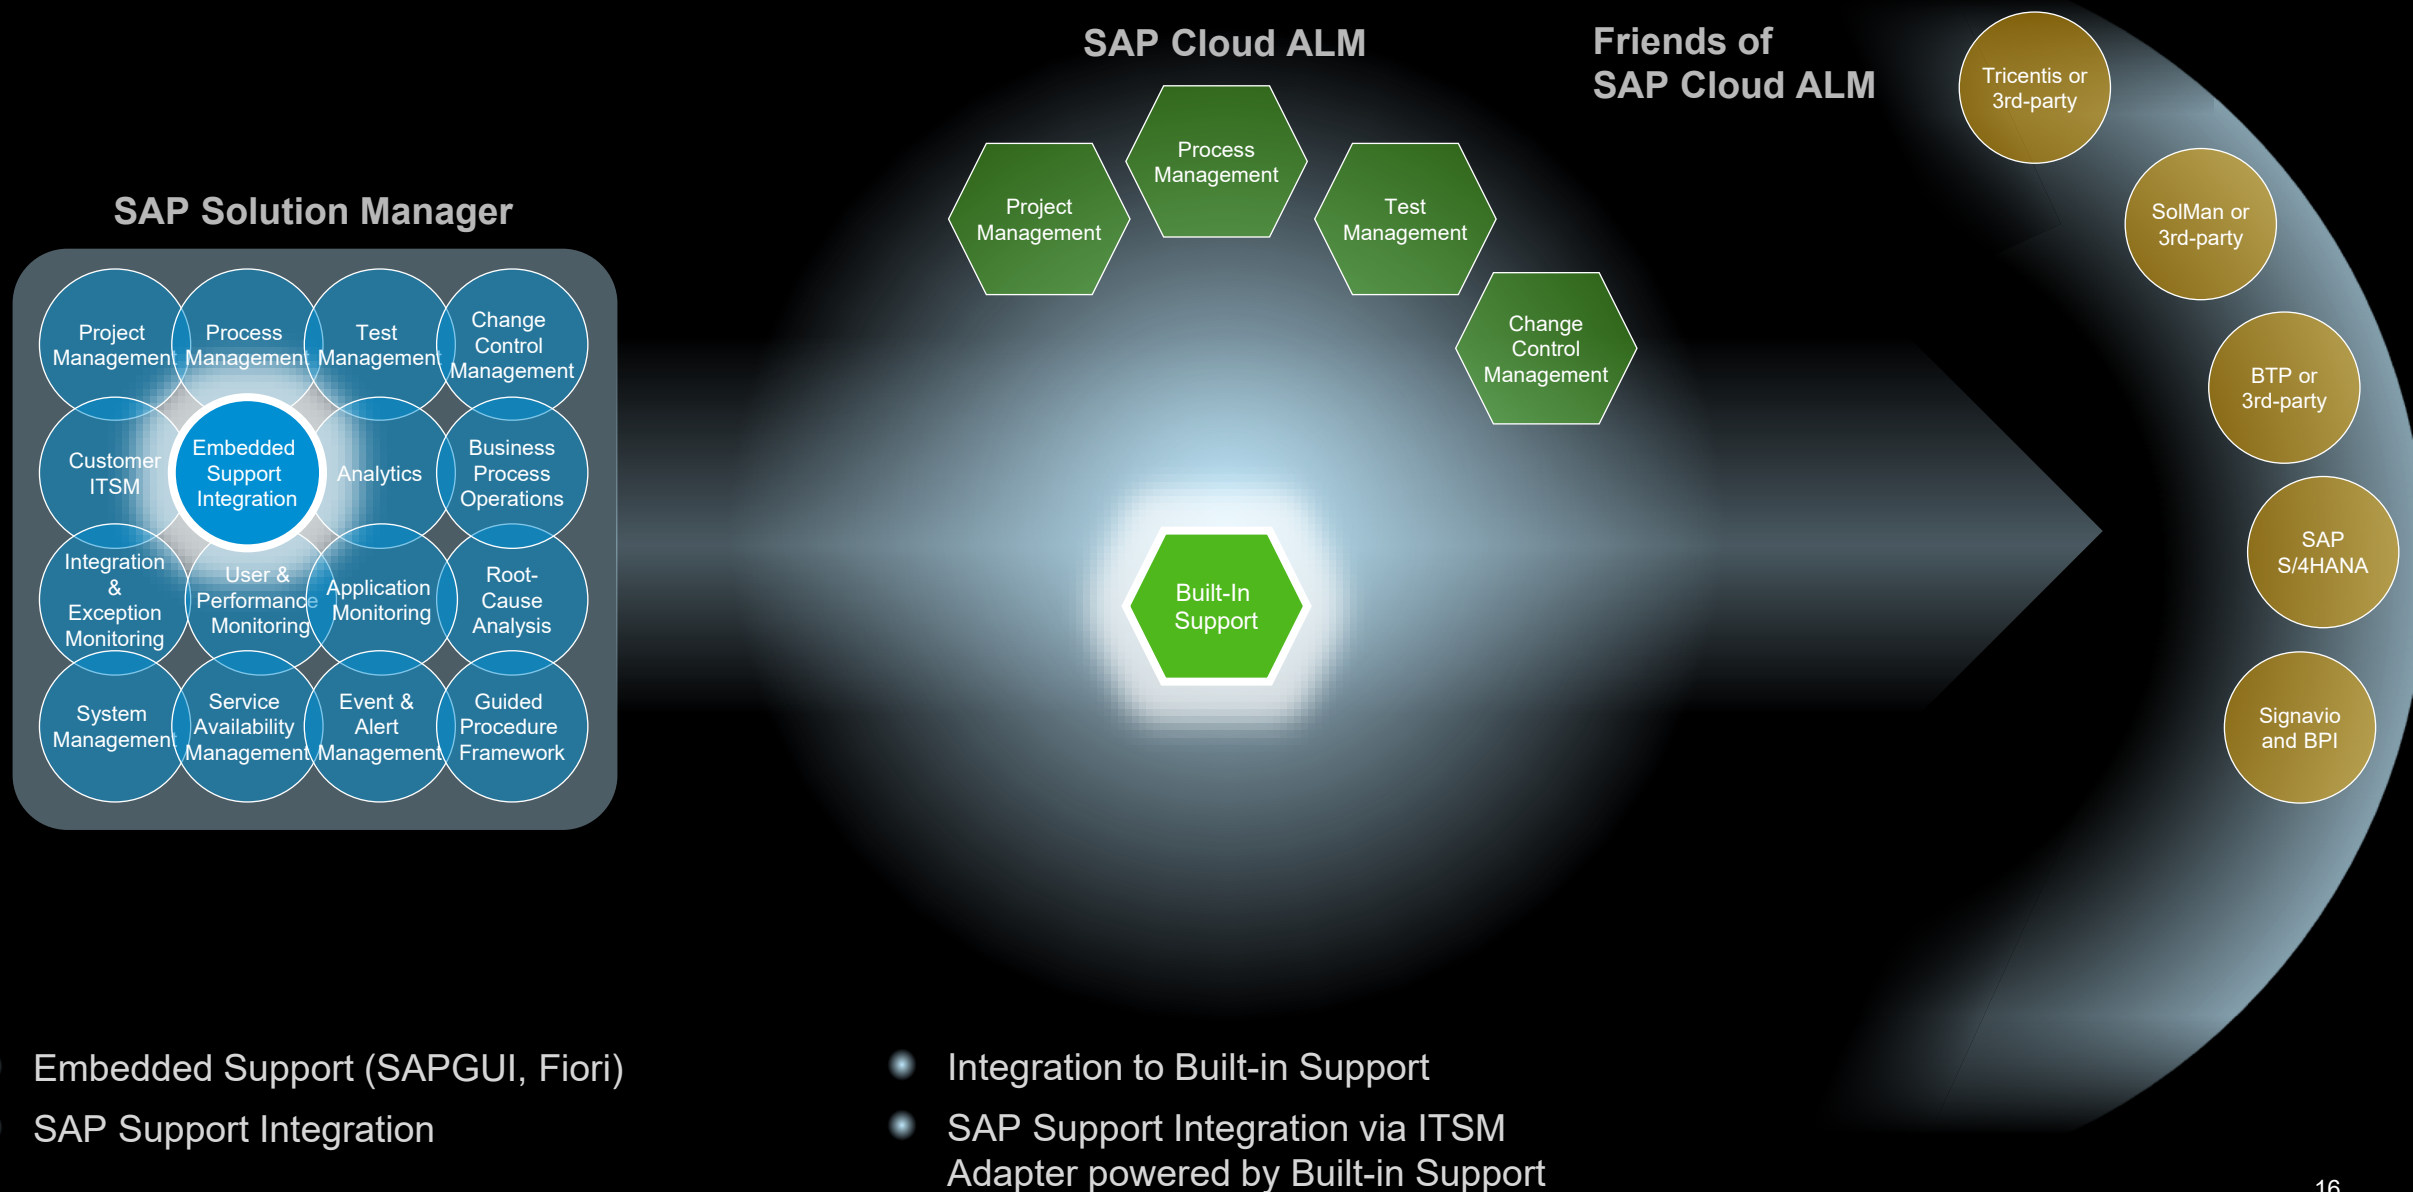 SAP Solution Manager
Project
Management
Process
Management
Test
Management
Change
Control
Management
Customer
ITSM
Embedded
Support
Integration
Analytics
Business
Process
Operations
Integration
&
Exception
Monitoring
User &
Performance
Monitoring
Application
Monitoring
Root-
Cause
Analysis
System
Management
Service
Availability
Management
Event &
Alert
Management
Guided
Procedure
Framework
Embedded Support (SAPGUI, Fiori)
SAP Support Integration
SAP Cloud ALM
Project
Management
Process
Management
Test
Management
Change
Control
Management
Built-In
Support
Integration to Built-in Support
SAP Support Integration via ITSM
Adapter powered by Built-in Support
Friends of
SAP Cloud ALM
Tricentis or
3rd-party
SolMan or
3rd-party
BTP or
3rd-party
SAP
S/4HANA
Signavio
and BPI
16